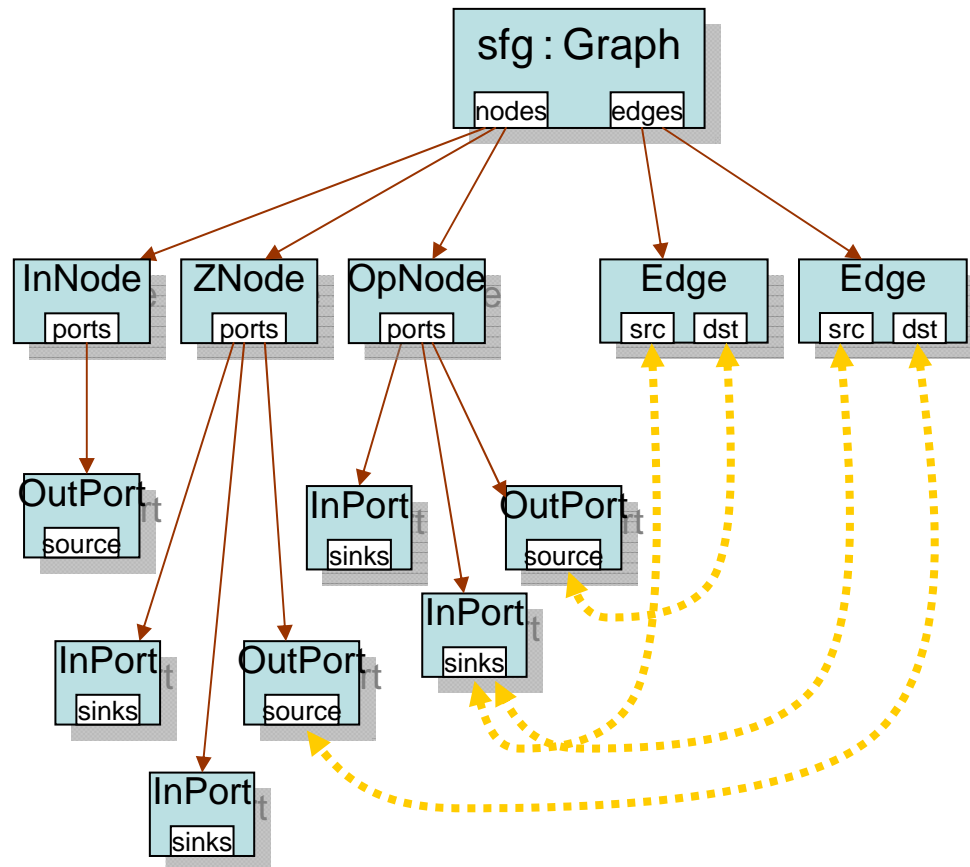 sfg : Graph
nodes edges
InNode ZNode OpNode Edge Edge
ports ports ports src dst src dst
OutPort InPort OutPort
source sinks source
InPort
sinks
InPort OutPort
sinks source
InPort
sinks